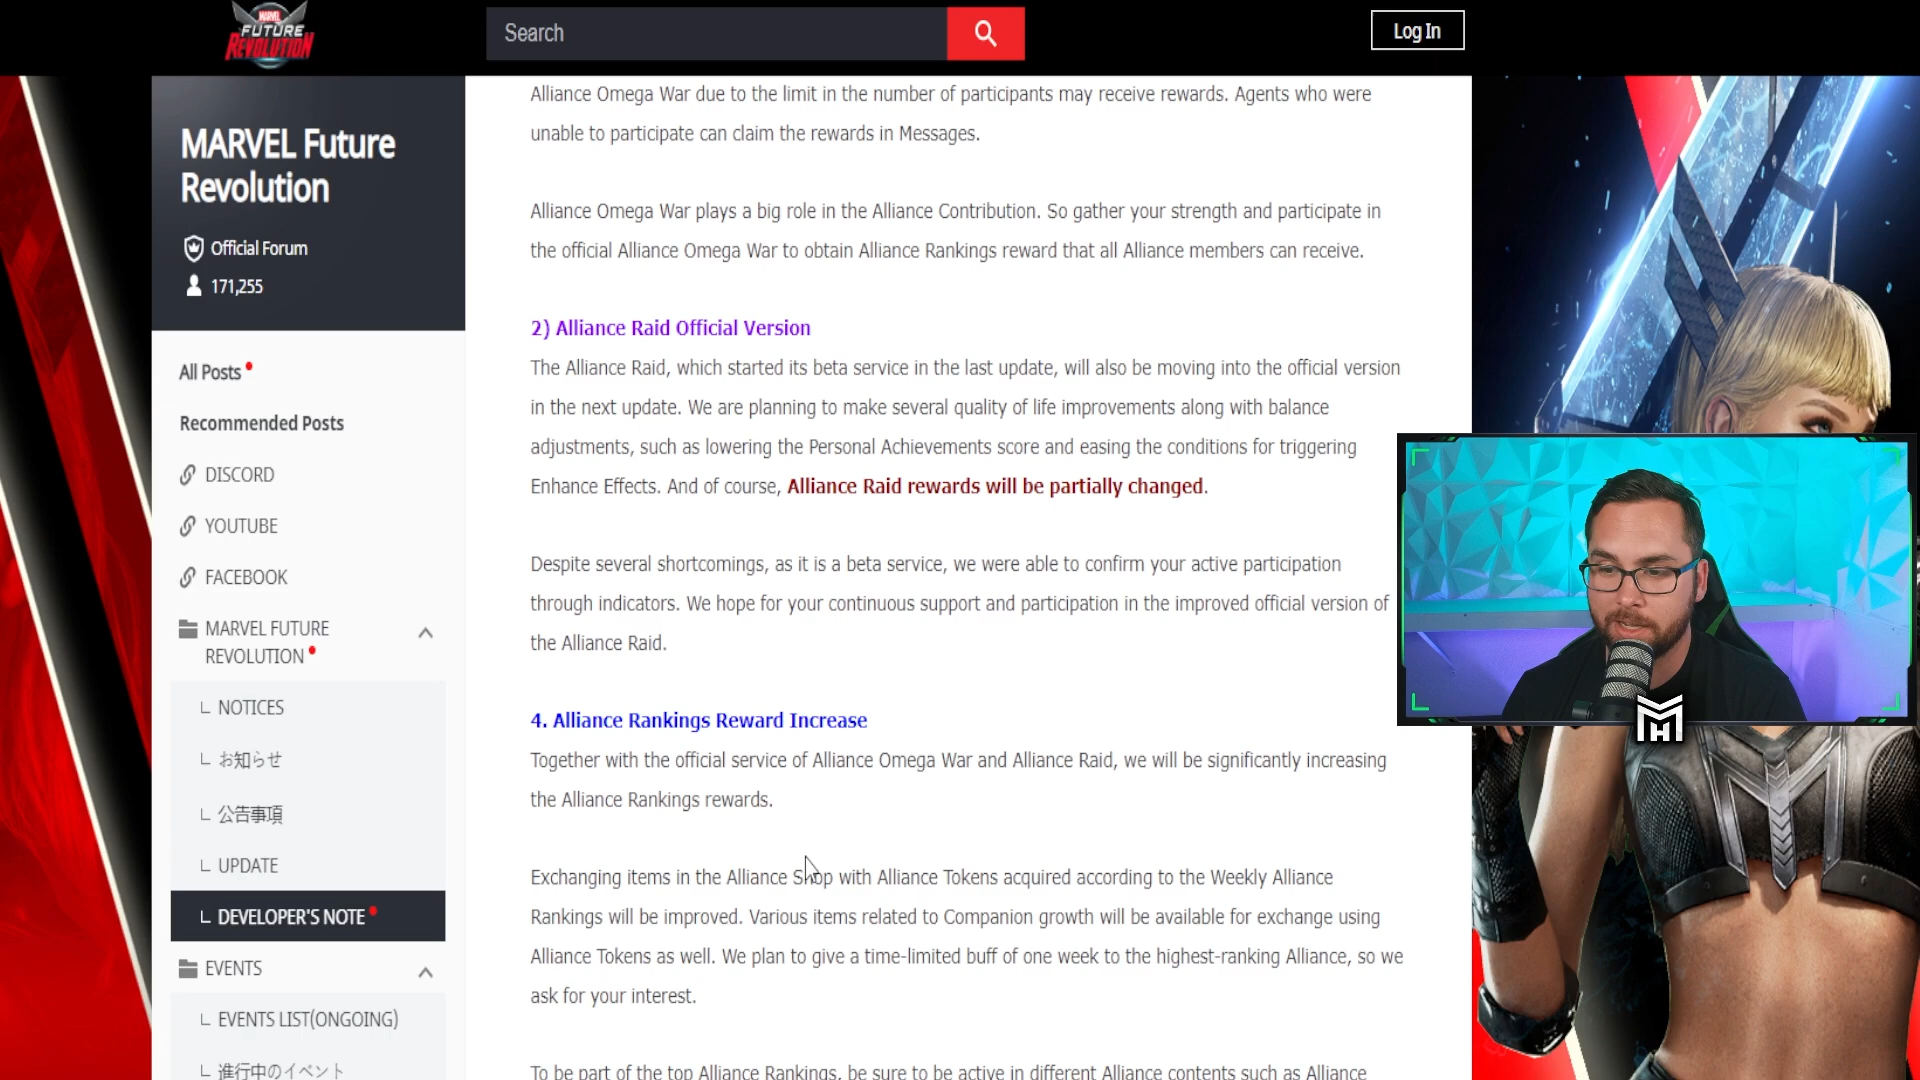 MARVEL
FUTURE
REVOLUTION
Search
Log In
MARVEL Future
Revolution
Official Forum
171,255
All Posts
Recommended Posts
DISCORD
YOUTUBE
FACEBOOK
MARVEL FUTURE
REVOLUTION
NOTICES
お知らせ
公告事項
UPDATE
DEVELOPER'S NOTE
EVENTS
EVENTS LIST(ONGOING)
進行中のイベント
Alliance Omega War due to the limit in the number of participants may receive rewards. Agents who were
unable to participate can claim the rewards in Messages.
Alliance Omega War plays a big role in the Alliance Contribution. So gather your strength and participate in
the official Alliance Omega War to obtain Alliance Rankings reward that all Alliance members can receive.
2) Alliance Raid Official Version
The Alliance Raid, which started its beta service in the last update, will also be moving into the official version
in the next update. We are planning to make several quality of life improvements along with balance
adjustments, such as lowering the Personal Achievements score and easing the conditions for triggering
Enhance Effects. And of course, Alliance Raid rewards will be partially changed.
Despite several shortcomings, as it is a beta service, we were able to confirm your active participation
through indicators. We hope for your continuous support and participation in the improved official version of
the Alliance Raid.
4. Alliance Rankings Reward Increase
Together with the official service of Alliance Omega War and Alliance Raid, we will be significantly increasing
the Alliance Rankings rewards.
Exchanging items in the Alliance Shop with Alliance Tokens acquired according to the Weekly Alliance
Rankings will be improved. Various items related to Companion growth will be available for exchange using
Alliance Tokens as well. We plan to give a time-limited buff of one week to the highest-ranking Alliance, so we
ask for your interest.
To be part of the top Alliance Rankings, be sure to be active in different Alliance contents such as Alliance